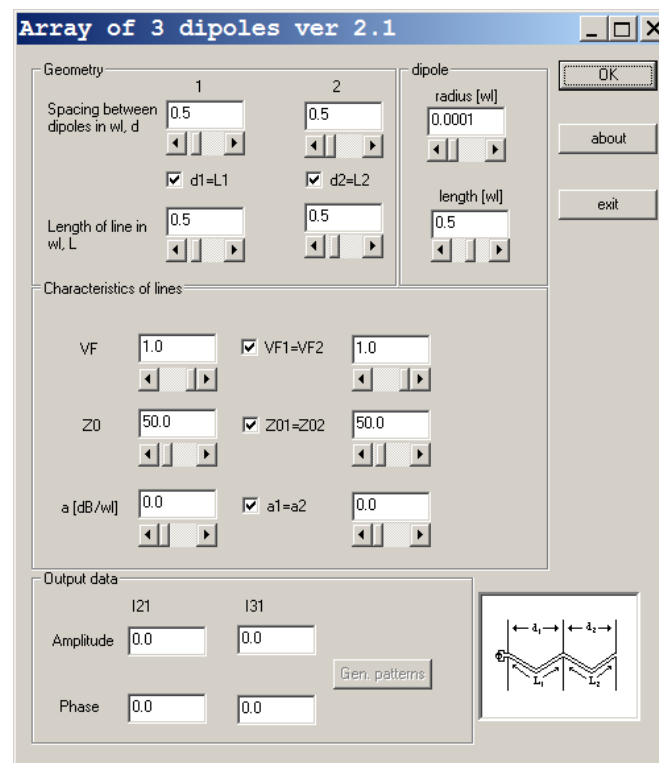 Array of 3 dipoles ver 2.1
Geometry
1
2
Spacing between
dipoles in wl, d
0.5
0.5
d1=L1
d2=L2
Length of line in
wl, L
0.5
0.5
dipole
radius [wl]
0.0001
length [wl]
0.5
OK
about
exit
Characteristics of lines
VF
1.0
VF1=VF2
1.0
Z0
50.0
Z01=Z02
50.0
a [dB/wl]
0.0
a1=a2
0.0
Output data
I21
I31
Amplitude
0.0
0.0
Gen. patterns
Phase
0.0
0.0
d1
d2
L1
L2